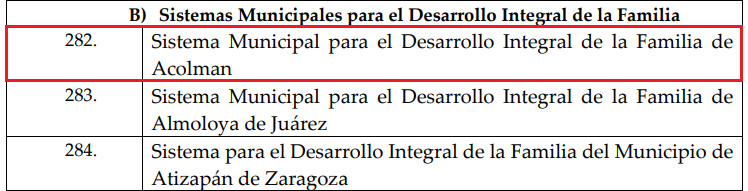 B) Sistemas Municipales para el Desarrollo Integral de la Familia
282. Sistema Municipal para el Desarrollo Integral de la Familia de
Acolman
283. Sistema Municipal para el Desarrollo Integral de la Familia de
Almoloya de Juárez
284. Sistema para el Desarrollo Integral de la Familia del Municipio de
Atizapán de Zaragoza